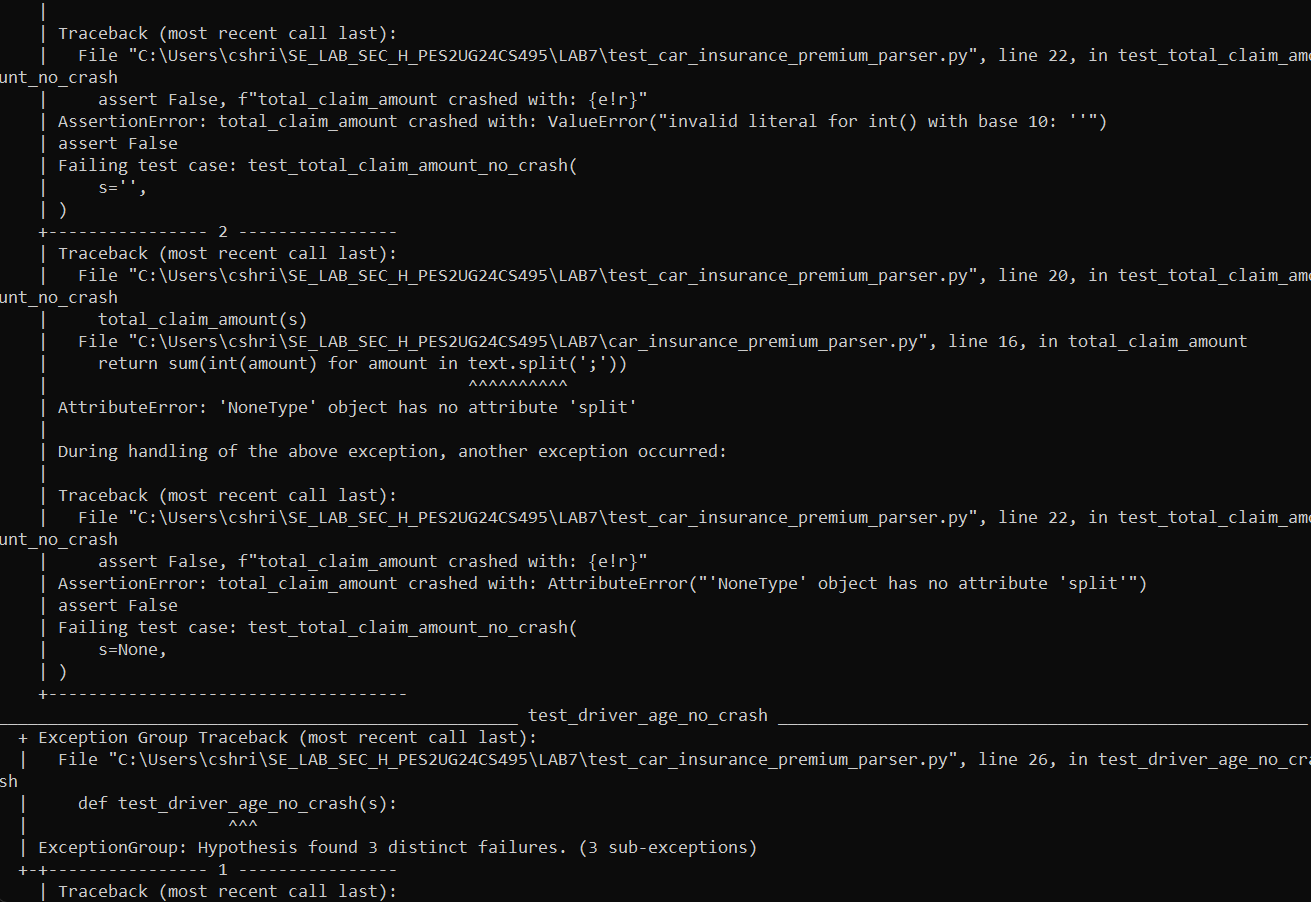 |
| Traceback (most recent call last):
|   File "C:\Users\cshri\SE_LAB_SEC_H_PES2UG24CS495\LAB7\test_car_insurance_premium_parser.py", line 22, in test_total_claim_amo
unt_no_crash
|     assert False, f"total_claim_amount crashed with: {e!r}"
| AssertionError: total_claim_amount crashed with: ValueError("invalid literal for int() with base 10: ''")
| assert False
| Failing test case: test_total_claim_amount_no_crash(
|     s='',
| )
+---------------- 2 ----------------
| Traceback (most recent call last):
|   File "C:\Users\cshri\SE_LAB_SEC_H_PES2UG24CS495\LAB7\test_car_insurance_premium_parser.py", line 20, in test_total_claim_amo
unt_no_crash
|     total_claim_amount(s)
|   File "C:\Users\cshri\SE_LAB_SEC_H_PES2UG24CS495\LAB7\car_insurance_premium_parser.py", line 16, in total_claim_amount
|     return sum(int(amount) for amount in text.split(';'))
|                                          ^^^^^^^^^^
| AttributeError: 'NoneType' object has no attribute 'split'
|
| During handling of the above exception, another exception occurred:
|
| Traceback (most recent call last):
|   File "C:\Users\cshri\SE_LAB_SEC_H_PES2UG24CS495\LAB7\test_car_insurance_premium_parser.py", line 22, in test_total_claim_amo
unt_no_crash
|     assert False, f"total_claim_amount crashed with: {e!r}"
| AssertionError: total_claim_amount crashed with: AttributeError("'NoneType' object has no attribute 'split'")
| assert False
| Failing test case: test_total_claim_amount_no_crash(
|     s=None,
| )
+------------------------------------
____________________________________________________ test_driver_age_no_crash _____________________________________________________
+ Exception Group Traceback (most recent call last):
|   File "C:\Users\cshri\SE_LAB_SEC_H_PES2UG24CS495\LAB7\test_car_insurance_premium_parser.py", line 26, in test_driver_age_no_cra
sh
|     def test_driver_age_no_crash(s):
|                    ^^^
| ExceptionGroup: Hypothesis found 3 distinct failures. (3 sub-exceptions)
+-+---------------- 1 ----------------
| Traceback (most recent call last):